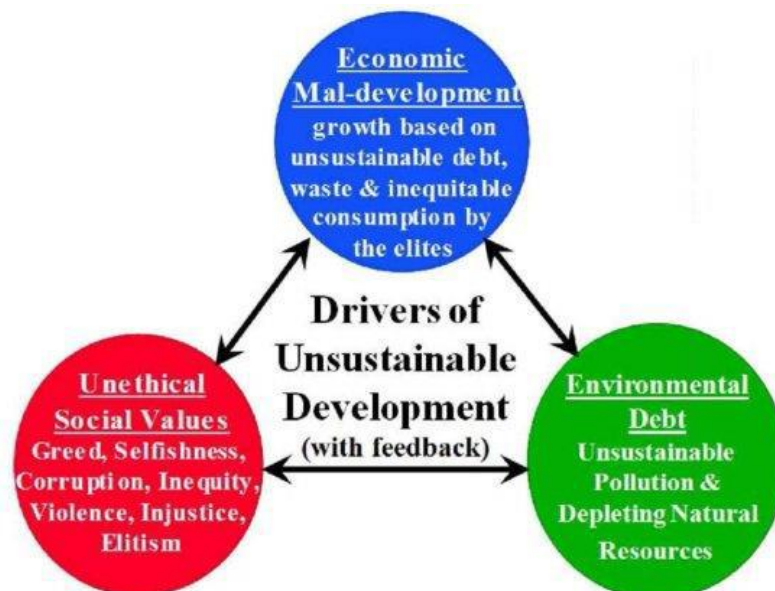 Economic
Mal-development
growth based on
unsustainable debt,
waste & inequitable
consumption by
the elites
Drivers of
Unsustainable
Development
(with feedback)
Unethical
Social Values
Greed, Selfishness,
Corruption, Inequity,
Violence, Injustice,
Elitism
Environmental
Debt
Unsustainable
Pollution &
Depleting Natural
Resources